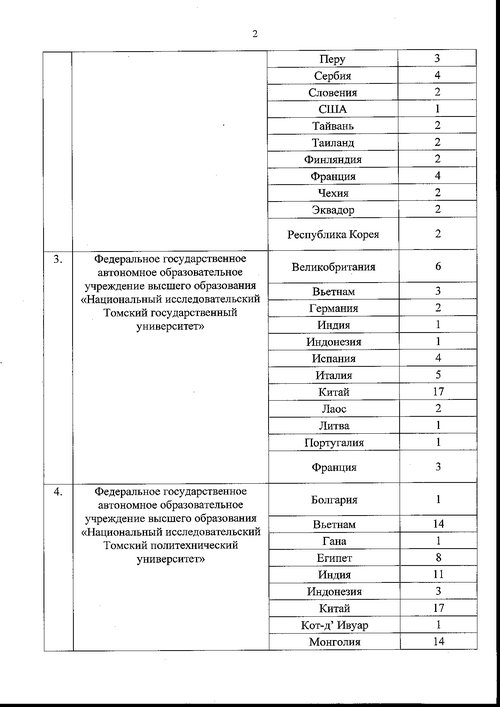 2
Перу 3
Сербия 4
Словения 2
США 1
Тайвань 2
Таиланд 2
Финляндия 2
Франция 4
Чехия 2
Эквадор 2
Республика Корея 2
3. Федеральное государственное
автономное образовательное
учреждение высшего образования
«Национальный исследовательский
Томский государственный
университет»
Великобритания 6
Вьетнам 3
Германия 2
Индия 1
Индонезия 1
Испания 4
Италия 5
Китай 17
Лаос 2
Литва 1
Португалия 1
Франция 3
4. Федеральное государственное
автономное образовательное
учреждение высшего образования
«Национальный исследовательский
Томский политехнический
университет»
Болгария 1
Вьетнам 14
Гана 1
Египет 8
Индия 11
Индонезия 3
Китай 17
Кот-д’ Ивуар 1
Монголия 14